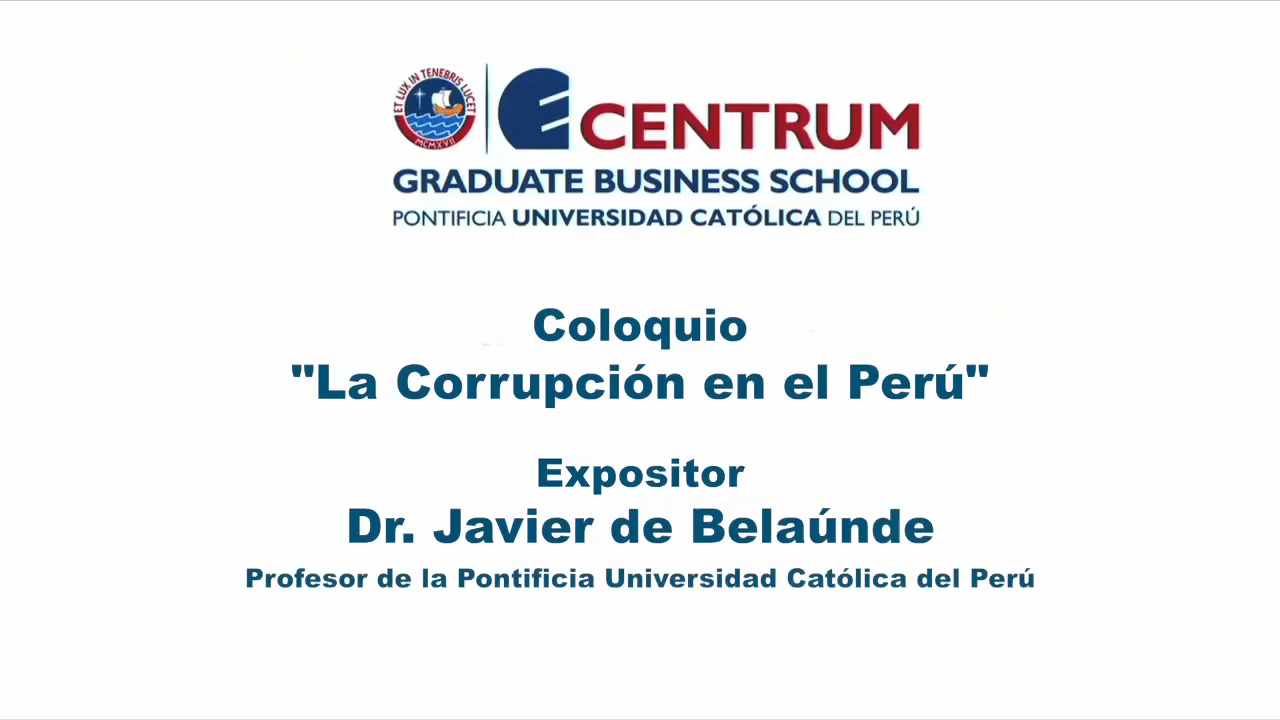 ET LUX IN TENEBRIS LUCET
MCMXVII
CENTRUM
GRADUATE BUSINESS SCHOOL
PONTIFICIA UNIVERSIDAD CATÓLICA DEL PERÚ
Coloquio
"La Corrupción en el Perú"
Expositor
Dr. Javier de Belaúnde
Profesor de la Pontificia Universidad Católica del Perú